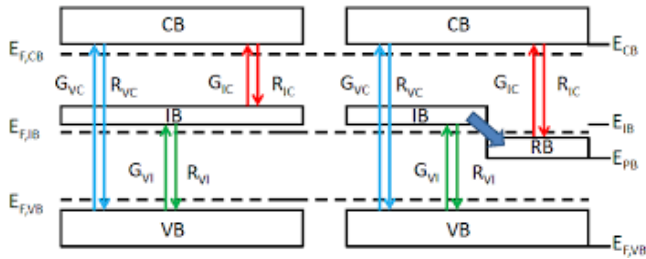 CB CB
E_F,CB E_CB
G_VC R_VC G_IC R_IC G_VC R_VC G_IC R_IC
IB IB E_IB
E_F,IB RB
G_VI R_VI G_VI R_VI E_PB
E_F,VB
VB VB
E_F,VB